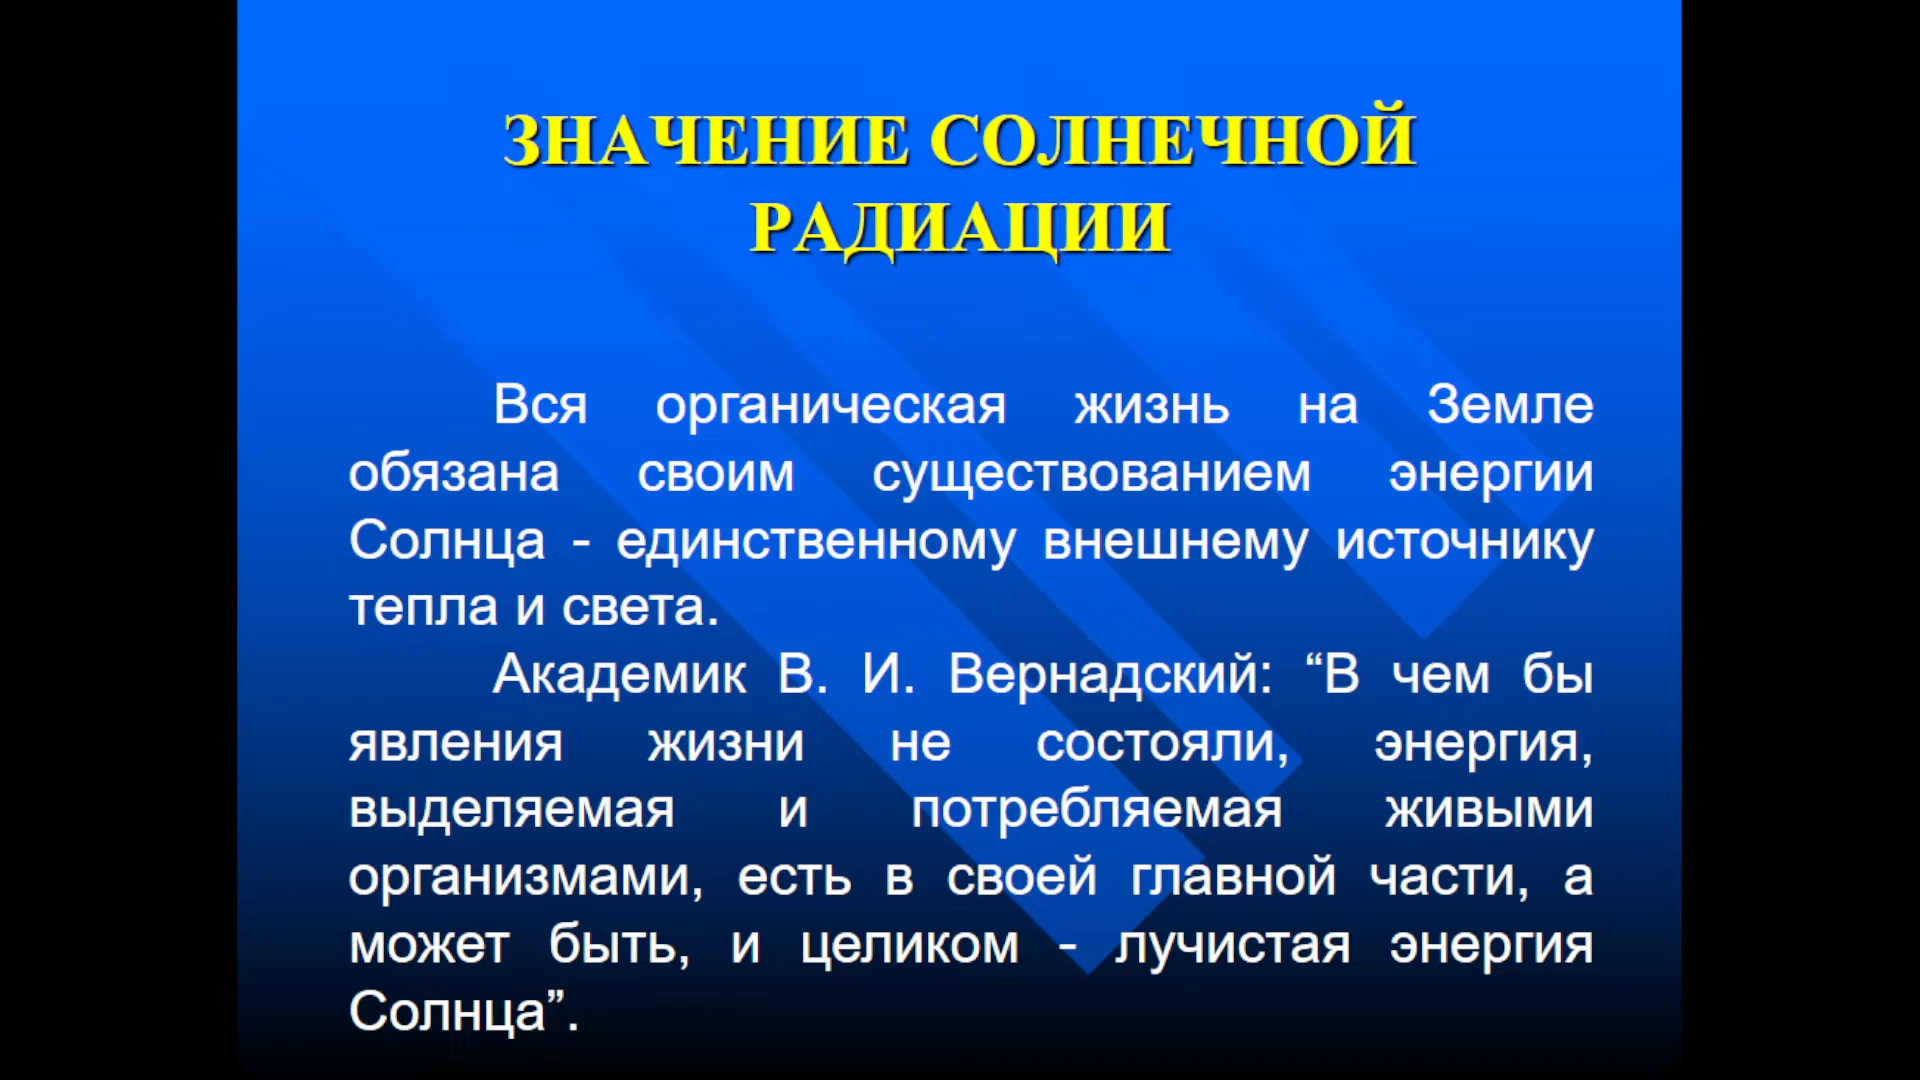 ЗНАЧЕНИЕ СОЛНЕЧНОЙ
РАДИАЦИИ
Вся органическая жизнь на Земле
обязана своим существованием энергии
Солнца - единственному внешнему источнику
тепла и света.
Академик В. И. Вернадский: “В чем бы
явления жизни не состояли, энергия,
выделяемая и потребляемая живыми
организмами, есть в своей главной части, а
может быть, и целиком - лучистая энергия
Солнца”.